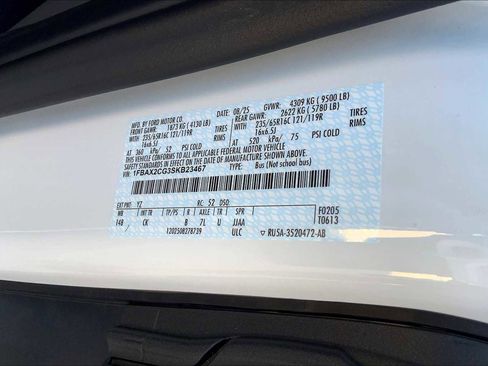 MFD. BY FORD MOTOR CO. DATE: 08/25 GVWR: 4309 KG ( 9500 LB)
FRONT GAWR: 1873 KG ( 4130 LB) REAR GAWR: 2622 KG ( 5780 LB)
235/65R16C 121/119R TIRES 235/65R16C 121/119R TIRES
16x6.5J RIMS 16x6.5J RIMS
AT 360 kPa/ 52 PSI COLD AT 520 kPa/ 75 PSI COLD
THIS VEHICLE CONFORMS TO ALL APPLICABLE FEDERAL MOTOR VEHICLE
SAFETY STANDARDS IN EFFECT ON THE DATE OF MANUFACTURE SHOWN ABOVE.
VIN: 1FBAX2CG3SKB23467 TYPE: Bus (Not Schoolbus)
EXT PNT: YZ RC: 52 DSO:
WB INT TR TP/PS R AXLE TR SPR F0205
148 CK B 7L U JJAA T0613
/ 1202508278739 ULC RU5A-3520472-AB